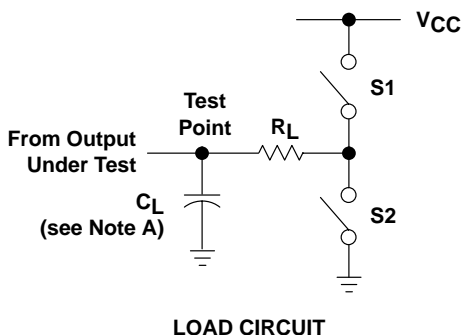 VCC
S1
Test
Point
RL
From Output
Under Test
CL
(see Note A)
S2
LOAD CIRCUIT